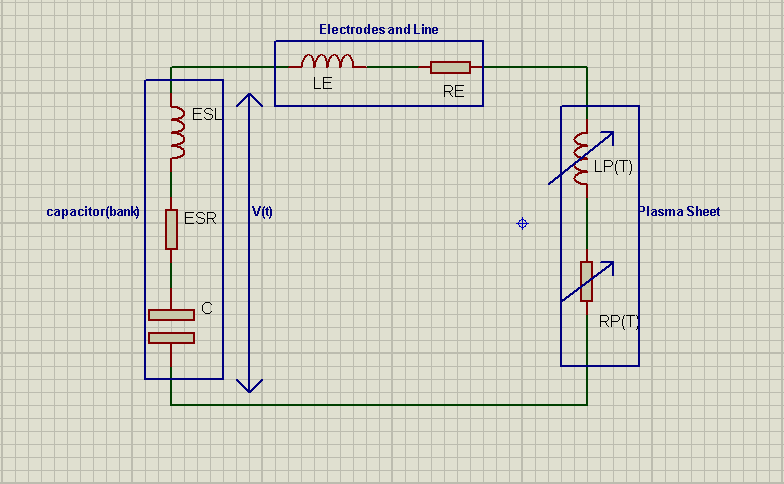 Electrodes and Line
LE
RE
ESL
LP(T)
capacitor(bank)
ESR
V(t)
Plasma Sheet
C
RP(T)